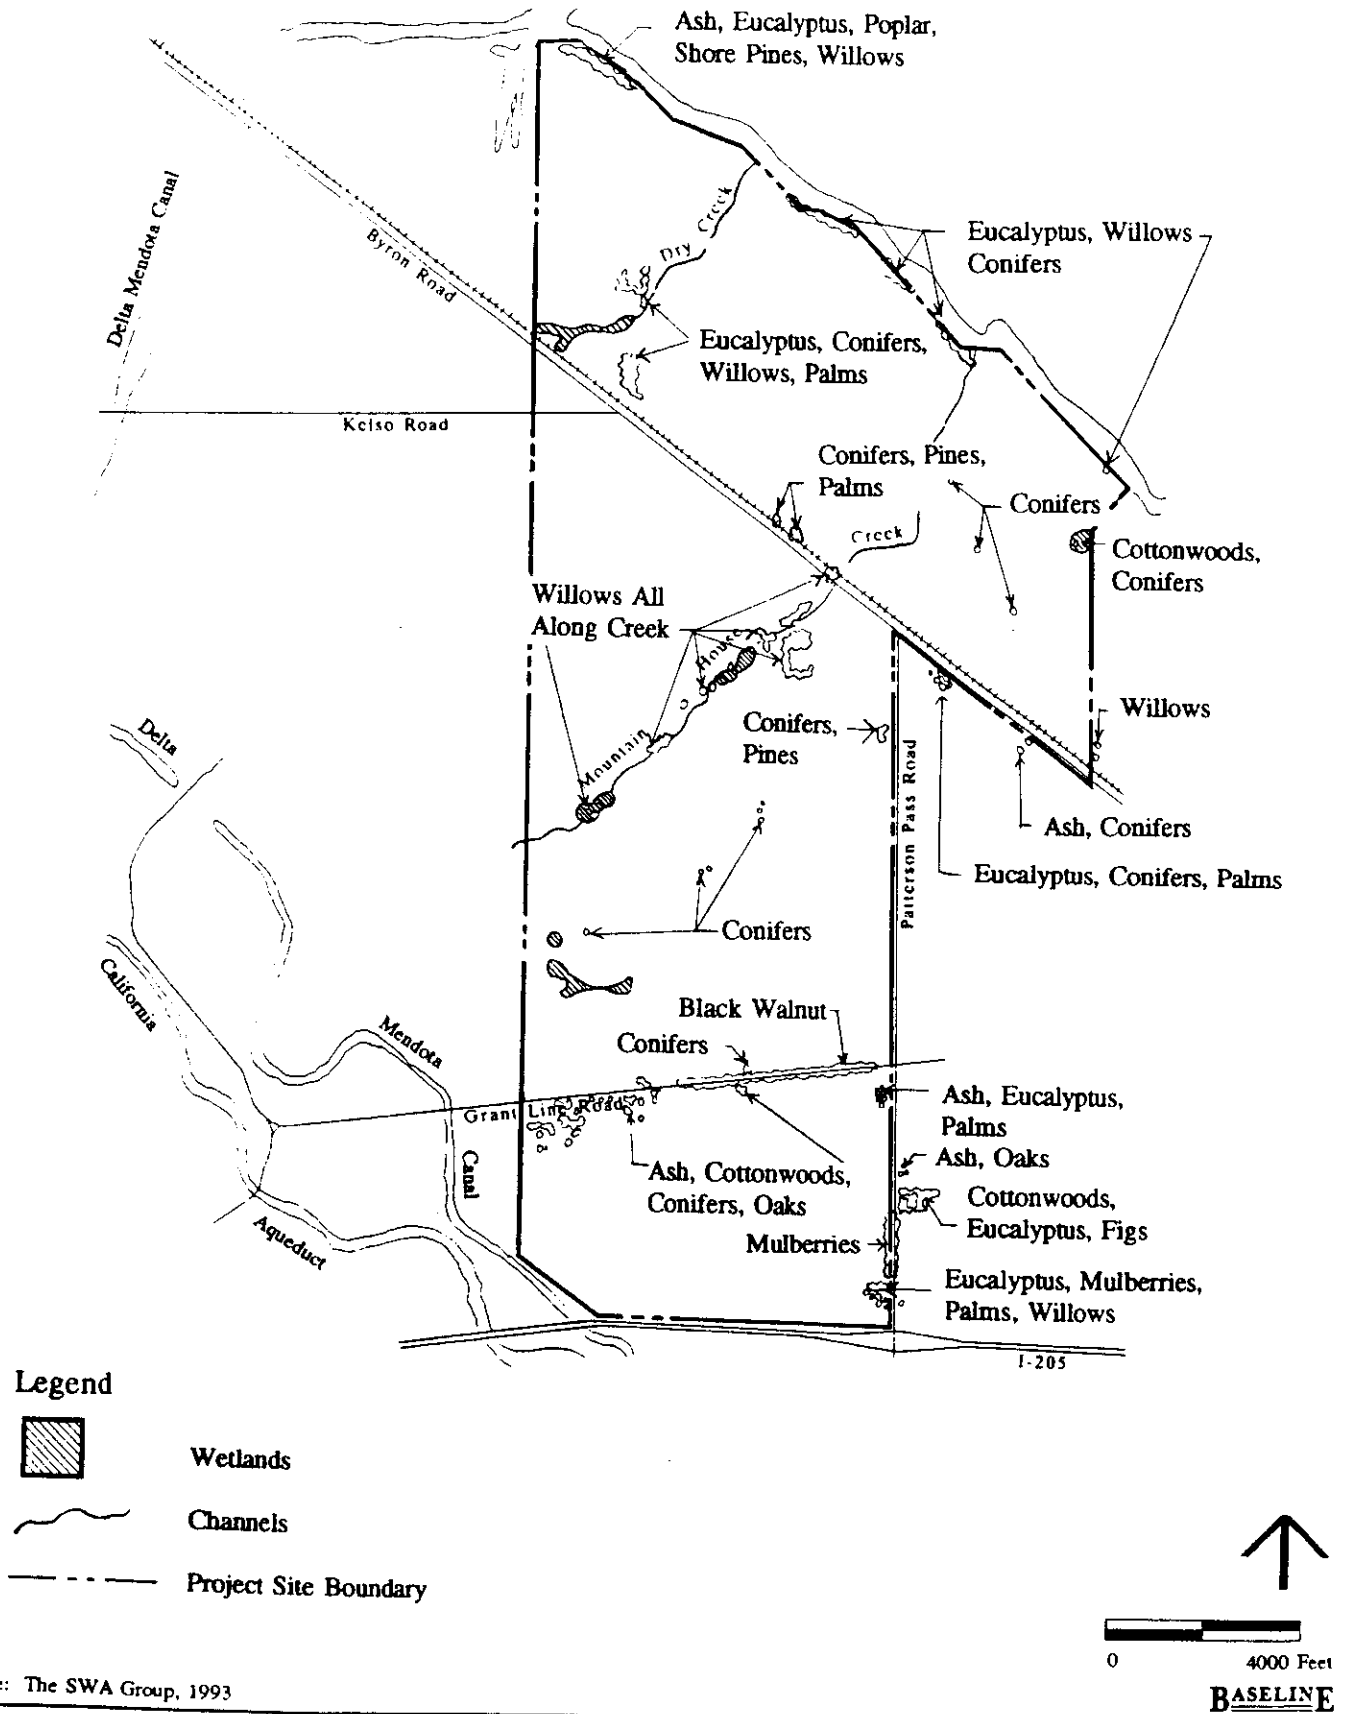 Ash, Eucalyptus, Poplar,
Shore Pines, Willows
Delta Mendota Canal
Byron Road
Dry Creek
Eucalyptus, Willows
Conifers
Eucalyptus, Conifers,
Willows, Palms
Kelso Road
Conifers, Pines,
Palms
Conifers
Creek
Cottonwoods,
Conifers
Willows All
Along Creek
House
Mountain
Conifers,
Pines
Patterson Pass Road
Willows
Ash, Conifers
Eucalyptus, Conifers, Palms
Delta
Conifers
California
Mendota
Black Walnut
Conifers
Grant Line Road
Canal
Aqueduct
Ash, Cottonwoods,
Conifers, Oaks
Ash, Eucalyptus,
Palms
Ash, Oaks
Cottonwoods,
Eucalyptus, Figs
Mulberries
Eucalyptus, Mulberries,
Palms, Willows
I-205
Legend
Wetlands
Channels
Project Site Boundary
0 4000 Feet
: The SWA Group, 1993
BASELINE